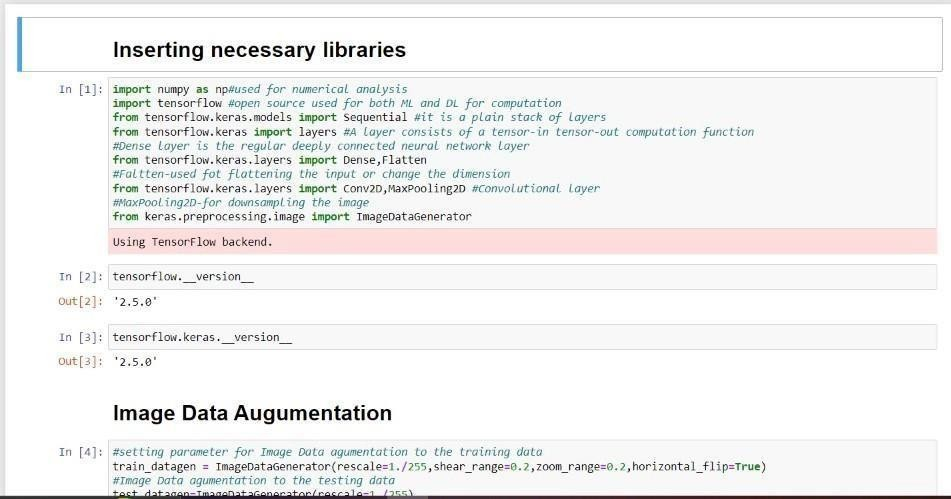 Inserting necessary libraries
In [1]: import numpy as np#used for numerical analysis
import tensorflow #open source used for both ML and DL for computation
from tensorflow.keras.models import Sequential #it is a plain stack of layers
from tensorflow.keras import layers #A layer consists of a tensor-in tensor-out computation function
#Dense layer is the regular deeply connected neural network layer
from tensorflow.keras.layers import Dense,Flatten
#Faltten-used fot flattening the input or change the dimension
from tensorflow.keras.layers import Conv2D,MaxPooling2D #Convolutional layer
#MaxPooling2D-for downsampling the image
from keras.preprocessing.image import ImageDataGenerator
Using TensorFlow backend.
In [2]: tensorflow.__version__
Out[2]: '2.5.0'
In [3]: tensorflow.keras.__version__
Out[3]: '2.5.0'
Image Data Augumentation
In [4]: #setting parameter for Image Data agumentation to the training data
train_datagen = ImageDataGenerator(rescale=1./255,shear_range=0.2,zoom_range=0.2,horizontal_flip=True)
#Image Data agumentation to the testing data
test_datagen=ImageDataGenerator(rescale=1./255)